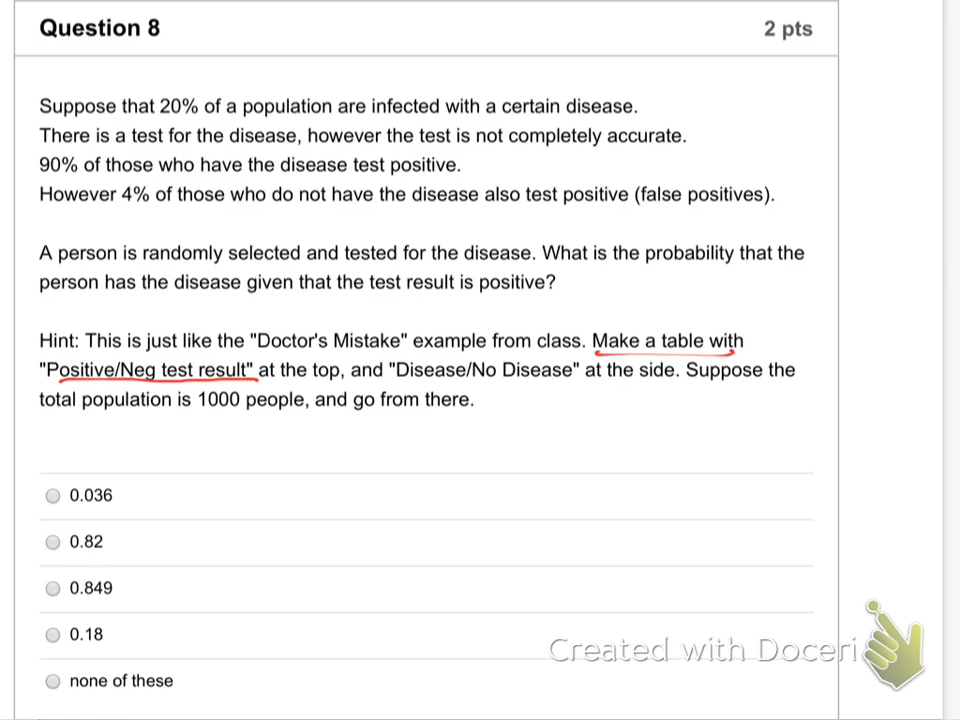 Question 8
2 pts
Suppose that 20% of a population are infected with a certain disease.
There is a test for the disease, however the test is not completely accurate.
90% of those who have the disease test positive.
However 4% of those who do not have the disease also test positive (false positives).
A person is randomly selected and tested for the disease. What is the probability that the
person has the disease given that the test result is positive?
Hint: This is just like the "Doctor's Mistake" example from class. Make a table with
"Positive/Neg test result" at the top, and "Disease/No Disease" at the side. Suppose the
total population is 1000 people, and go from there.
0.036
0.82
0.849
0.18
none of these
Created with Doceri